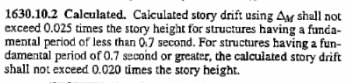 1630.10.2 Calculated. Calculated story drift using ΔM shall not
exceed 0.025 times the story height for structures having a funda-
mental period of less than 0.7 second. For structures having a fun-
damental period of 0.7 second or greater, the calculated story drift
shall not exceed 0.020 times the story height.